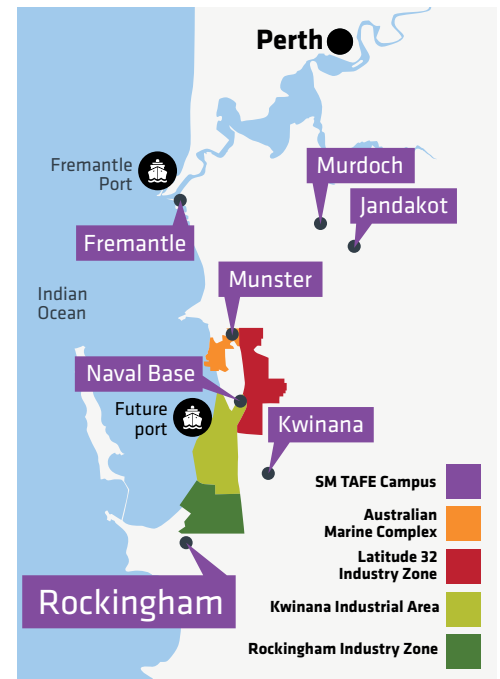 Perth
Fremantle
Port
Murdoch
Jandakot
Fremantle
Munster
Indian
Ocean
Naval Base
Future
port
Kwinana
SM TAFE Campus
Australian
Marine Complex
Latitude 32
Industry Zone
Kwinana Industrial Area
Rockingham
Rockingham Industry Zone